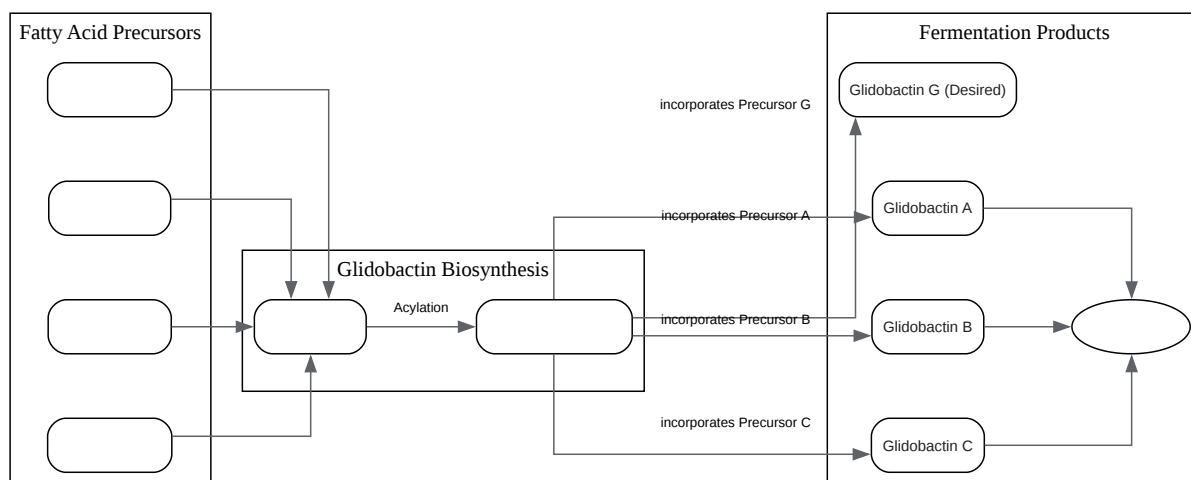 Fatty Acid Precursors
Fermentation Products
Glidobactin G (Desired)
incorporates Precursor G
incorporates Precursor A
Glidobactin A
Glidobactin Biosynthesis
Acylation
incorporates Precursor B
Glidobactin B
incorporates Precursor C
Glidobactin C